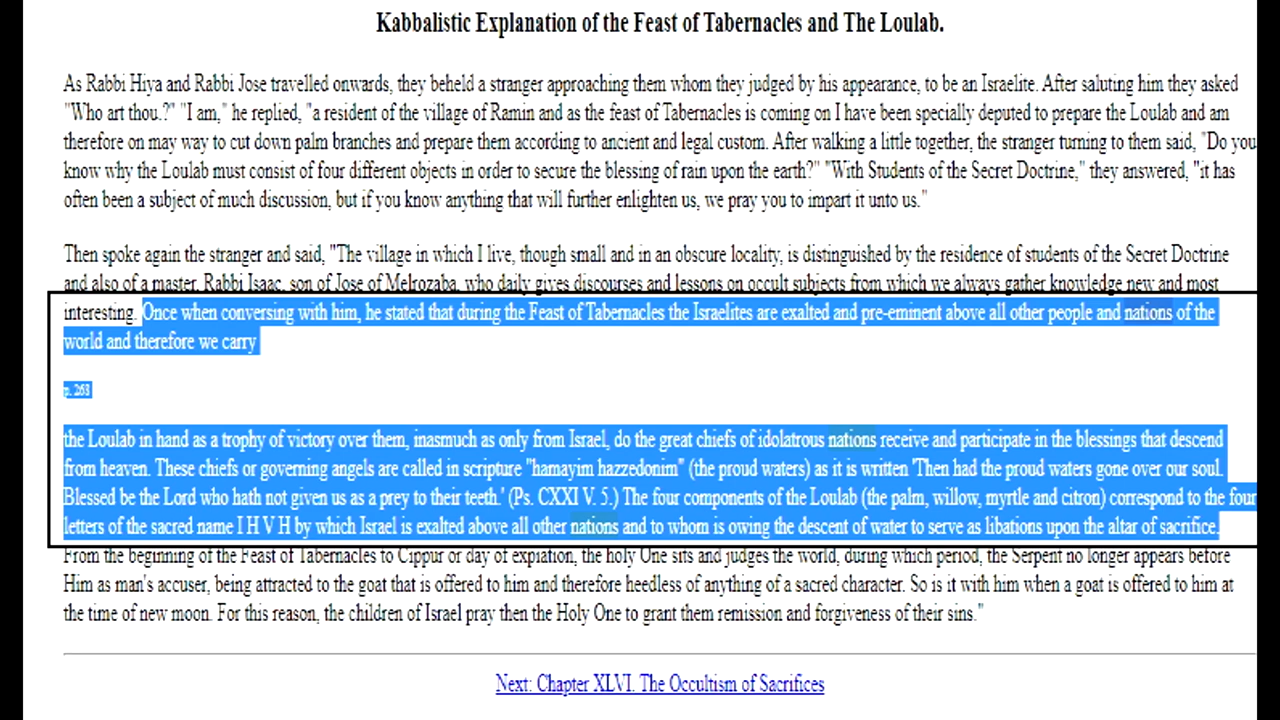 Kabbalistic Explanation of the Feast of Tabernacles and The Loulab.
As Rabbi Hiya and Rabbi Jose travelled onwards, they beheld a stranger approaching them whom they judged by his appearance, to be an Israelite. After saluting him they asked
"Who art thou.?" "I am," he replied, "a resident of the village of Ramin and as the feast of Tabernacles is coming on I have been specially deputed to prepare the Loulab and am
therefore on may way to cut down palm branches and prepare them according to ancient and legal custom. After walking a little together, the stranger turning to them said, "Do you
know why the Loulab must consist of four different objects in order to secure the blessing of rain upon the earth?" "With Students of the Secret Doctrine," they answered, "it has
often been a subject of much discussion, but if you know anything that will further enlighten us, we pray you to impart it unto us."
Then spoke again the stranger and said, "The village in which I live, though small and in an obscure locality, is distinguished by the residence of students of the Secret Doctrine
and also of a master, Rabbi Isaac, son of Jose of Melrozaba, who daily gives discourses and lessons on occult subjects from which we always gather knowledge new and most
interesting. Once when conversing with him, he stated that during the Feast of Tabernacles the Israelites are exalted and pre-eminent above all other people and nations of the
world and therefore we carry
p. 263
the Loulab in hand as a trophy of victory over them, inasmuch as only from Israel, do the great chiefs of idolatrous nations receive and participate in the blessings that descend
from heaven. These chiefs or governing angels are called in scripture "hamayim hazzedonim" (the proud waters) as it is written 'Then had the proud waters gone over our soul.
Blessed be the Lord who hath not given us as a prey to their teeth.' (Ps. CXXI V. 5.) The four components of the Loulab (the palm, willow, myrtle and citron) correspond to the four
letters of the sacred name I H V H by which Israel is exalted above all other nations and to whom is owing the descent of water to serve as libations upon the altar of sacrifice.
From the beginning of the Feast of Tabernacles to Cippur or day of expiation, the holy One sits and judges the world, during which period, the Serpent no longer appears before
Him as man's accuser, being attracted to the goat that is offered to him and therefore heedless of anything of a sacred character. So is it with him when a goat is offered to him at
the time of new moon. For this reason, the children of Israel pray then the Holy One to grant them remission and forgiveness of their sins."
Next: Chapter XLVI. The Occultism of Sacrifices